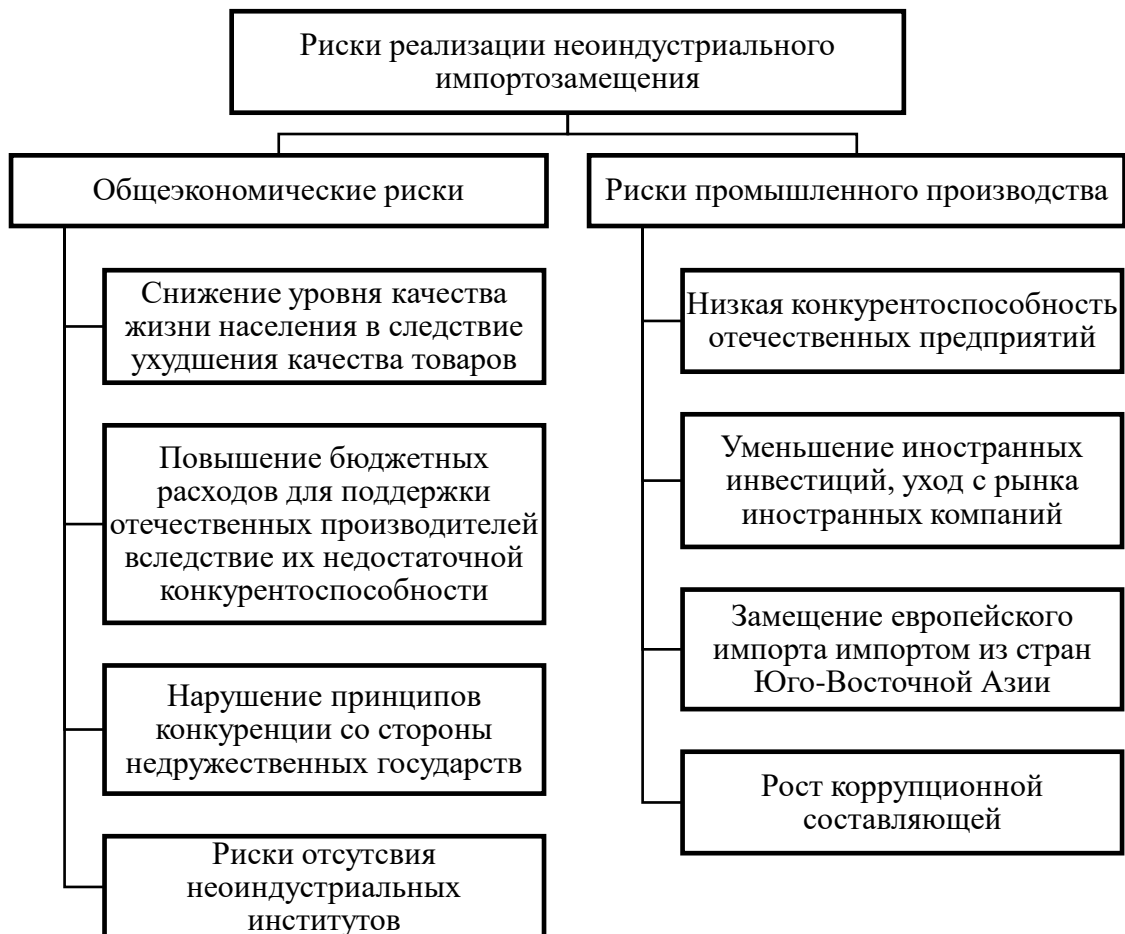 Риски реализации неоиндустриального
импортозамещения
Общеэкономические риски
Снижение уровня качества
жизни населения в следствие
ухудшения качества товаров
Повышение бюджетных
расходов для поддержки
отечественных производителей
вследствие их недостаточной
конкурентоспособности
Нарушение принципов
конкуренции со стороны
недружественных государств
Риски отсутсвия
неоиндустриальных
институтов
Риски промышленного производства
Низкая конкурентоспособность
отечественных предприятий
Уменьшение иностранных
инвестиций, уход с рынка
иностранных компаний
Замещение европейского
импорта импортом из стран
Юго-Восточной Азии
Рост коррупционной
составляющей